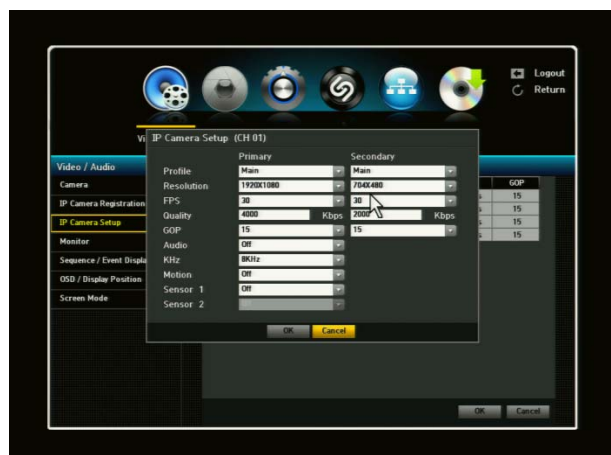 Logout
Return
Vi
IP Camera Setup (CH 01)
Primary Secondary
Video / Audio
Profile Main Main
Camera
Resolution 1920X1080 704X480
GOP
FPS 30 30
s 15
IP Camera Registration
Quality 4000 Kbps 2000 Kbps
s 15
IP Camera Setup
GOP 15 15
s 15
Monitor
Audio Off
s 15
Sequence / Event Displa
KHz 8KHz
OSD / Display Position
Motion Off
Screen Mode
Sensor 1 Off
Sensor 2
OK Cancel
OK Cancel